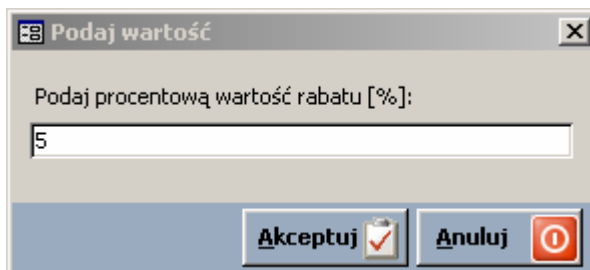 Podaj wartość
Podaj procentową wartość rabatu [%]:
5
Akceptuj
Anuluj